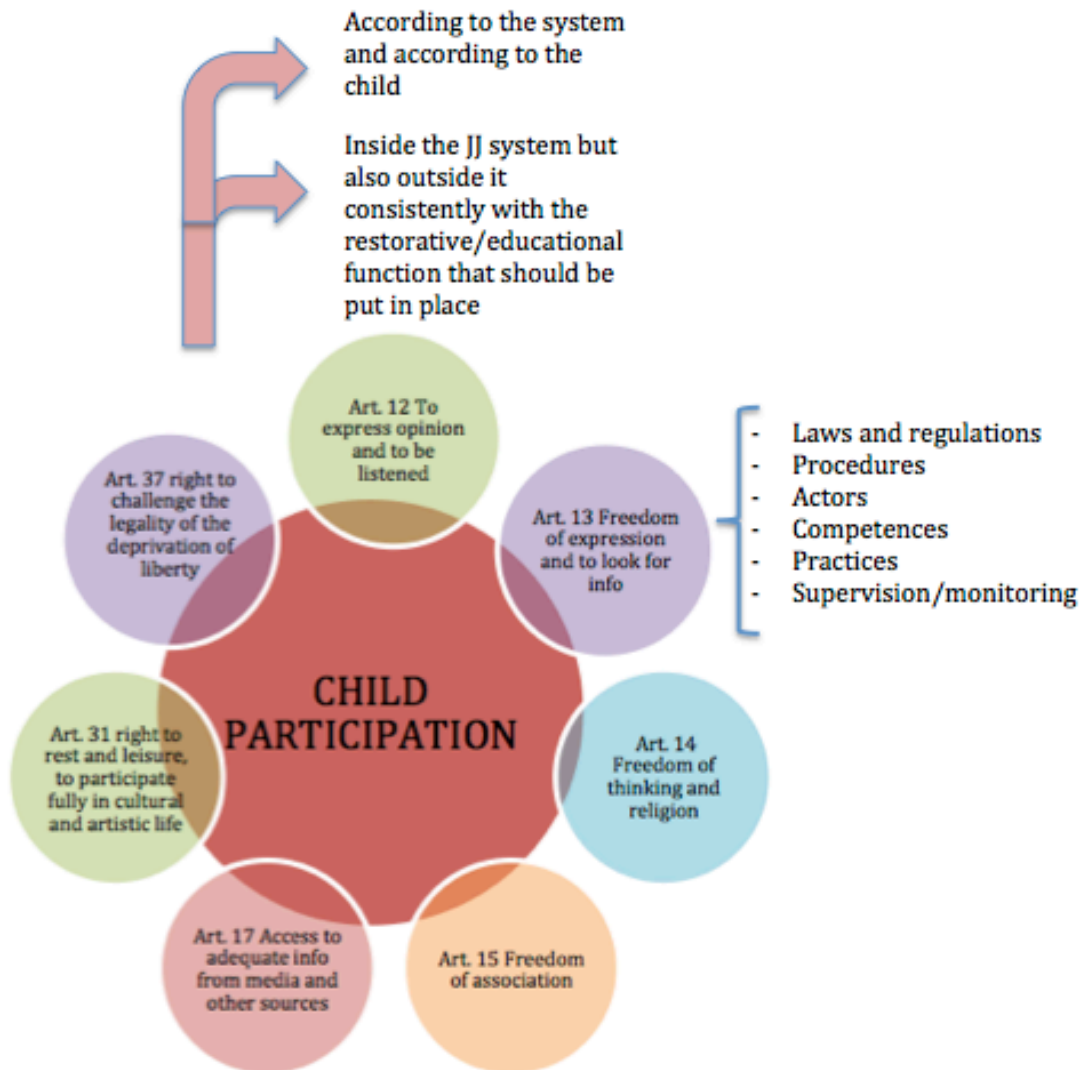 According to the system
and according to the
child
Inside the JJ system but
also outside it
consistently with the
restorative/educational
function that should be
put in place
Art. 12 To
express opinion
and to be
listened
Art. 37 right to
challenge the
legality of the
deprivation of
liberty
Art. 13 Freedom
of expression
and to look for
info
- Laws and regulations
- Procedures
- Actors
- Competences
- Practices
- Supervision/monitoring
CHILD
PARTICIPATION
Art. 31 right to
rest and leisure,
to participate
fully in cultural
and artistic life
Art. 14
Freedom of
thinking and
religion
Art. 17 Access to
adequate info
from media and
other sources
Art. 15 Freedom
of association